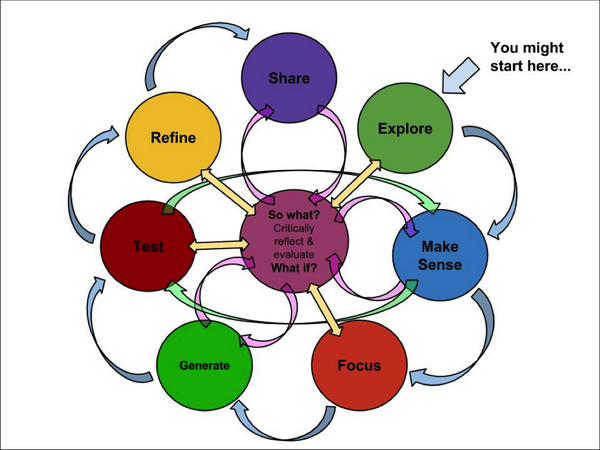 You might
start here...
Share
Explore
Refine
So what?
Critically
reflect &
evaluate
What if?
Test
Make
Sense
Generate
Focus